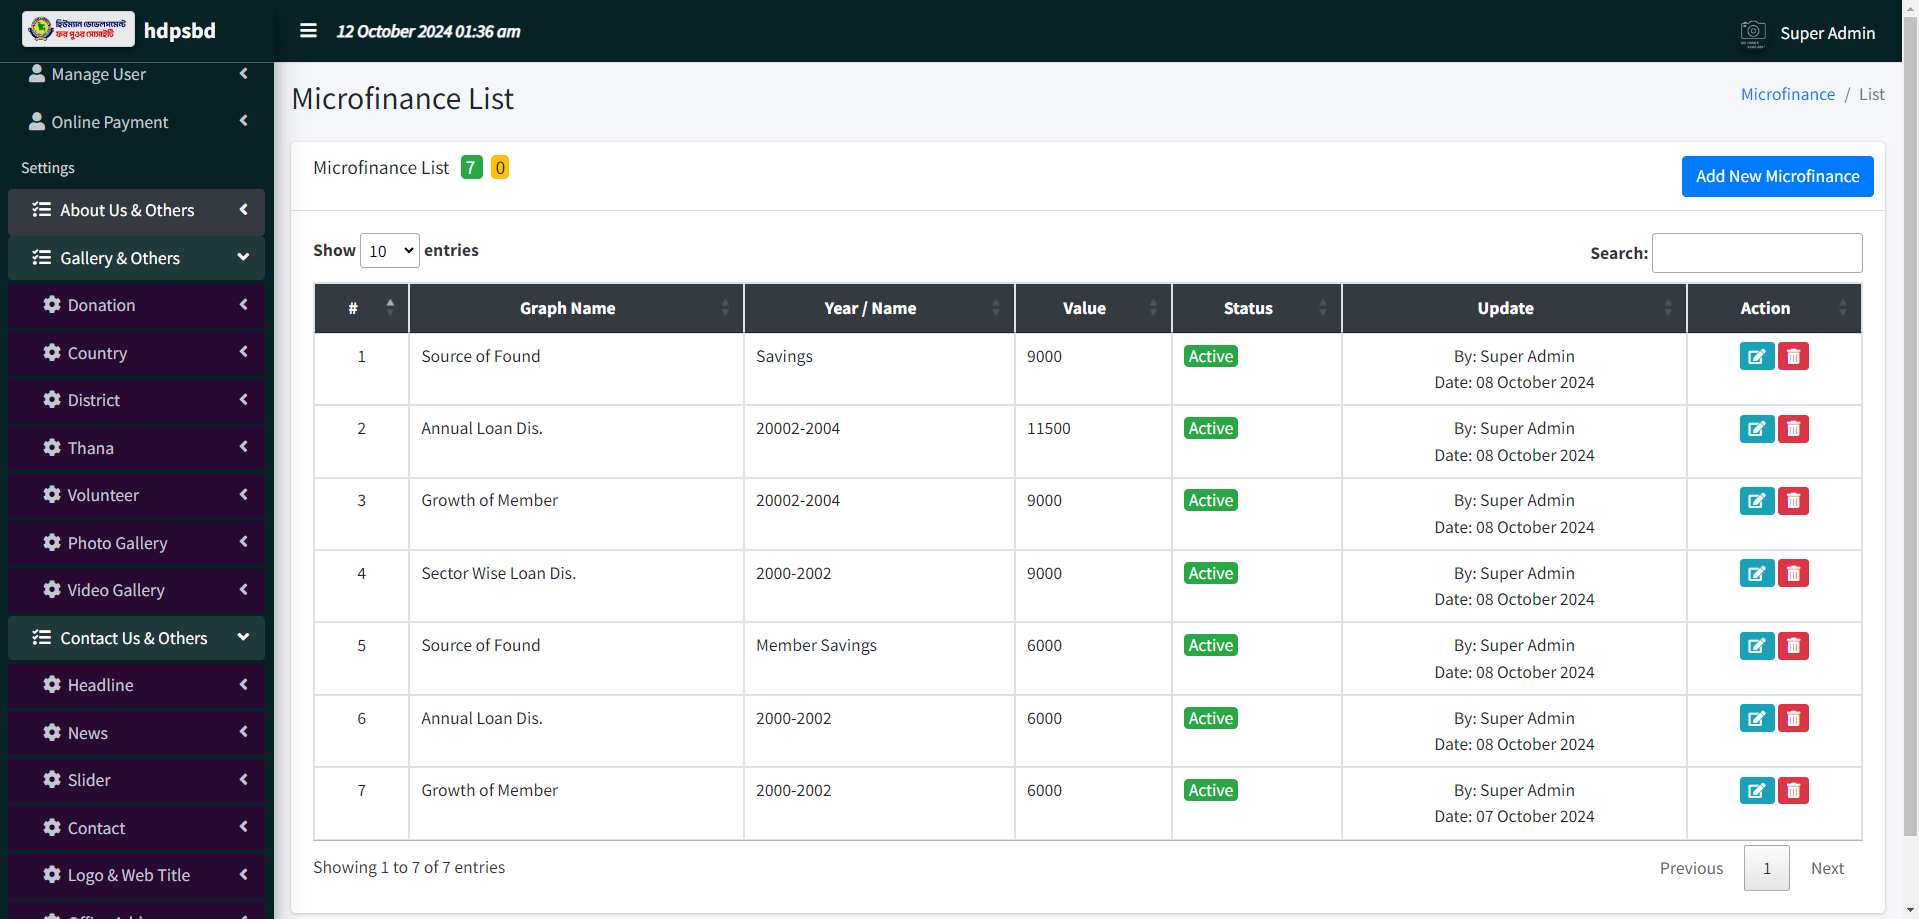 হিউম্যান ডেভেলপমেন্ট
ফর পুওর সোসাইটি
hdpsbd
12 October 2024 01:36 am
Super Admin
Manage User
Online Payment
Settings
About Us & Others
Gallery & Others
Donation
Country
District
Thana
Volunteer
Photo Gallery
Video Gallery
Contact Us & Others
Headline
News
Slider
Contact
Logo & Web Title
Microfinance List
Microfinance / List
Microfinance List 7 0
Add New Microfinance
Show 10 entries
Search:
# Graph Name Year / Name Value Status Update Action
1 Source of Found Savings 9000 Active By: Super Admin
Date: 08 October 2024
2 Annual Loan Dis. 20002-2004 11500 Active By: Super Admin
Date: 08 October 2024
3 Growth of Member 20002-2004 9000 Active By: Super Admin
Date: 08 October 2024
4 Sector Wise Loan Dis. 2000-2002 9000 Active By: Super Admin
Date: 08 October 2024
5 Source of Found Member Savings 6000 Active By: Super Admin
Date: 08 October 2024
6 Annual Loan Dis. 2000-2002 6000 Active By: Super Admin
Date: 08 October 2024
7 Growth of Member 2000-2002 6000 Active By: Super Admin
Date: 07 October 2024
Showing 1 to 7 of 7 entries
Previous 1 Next